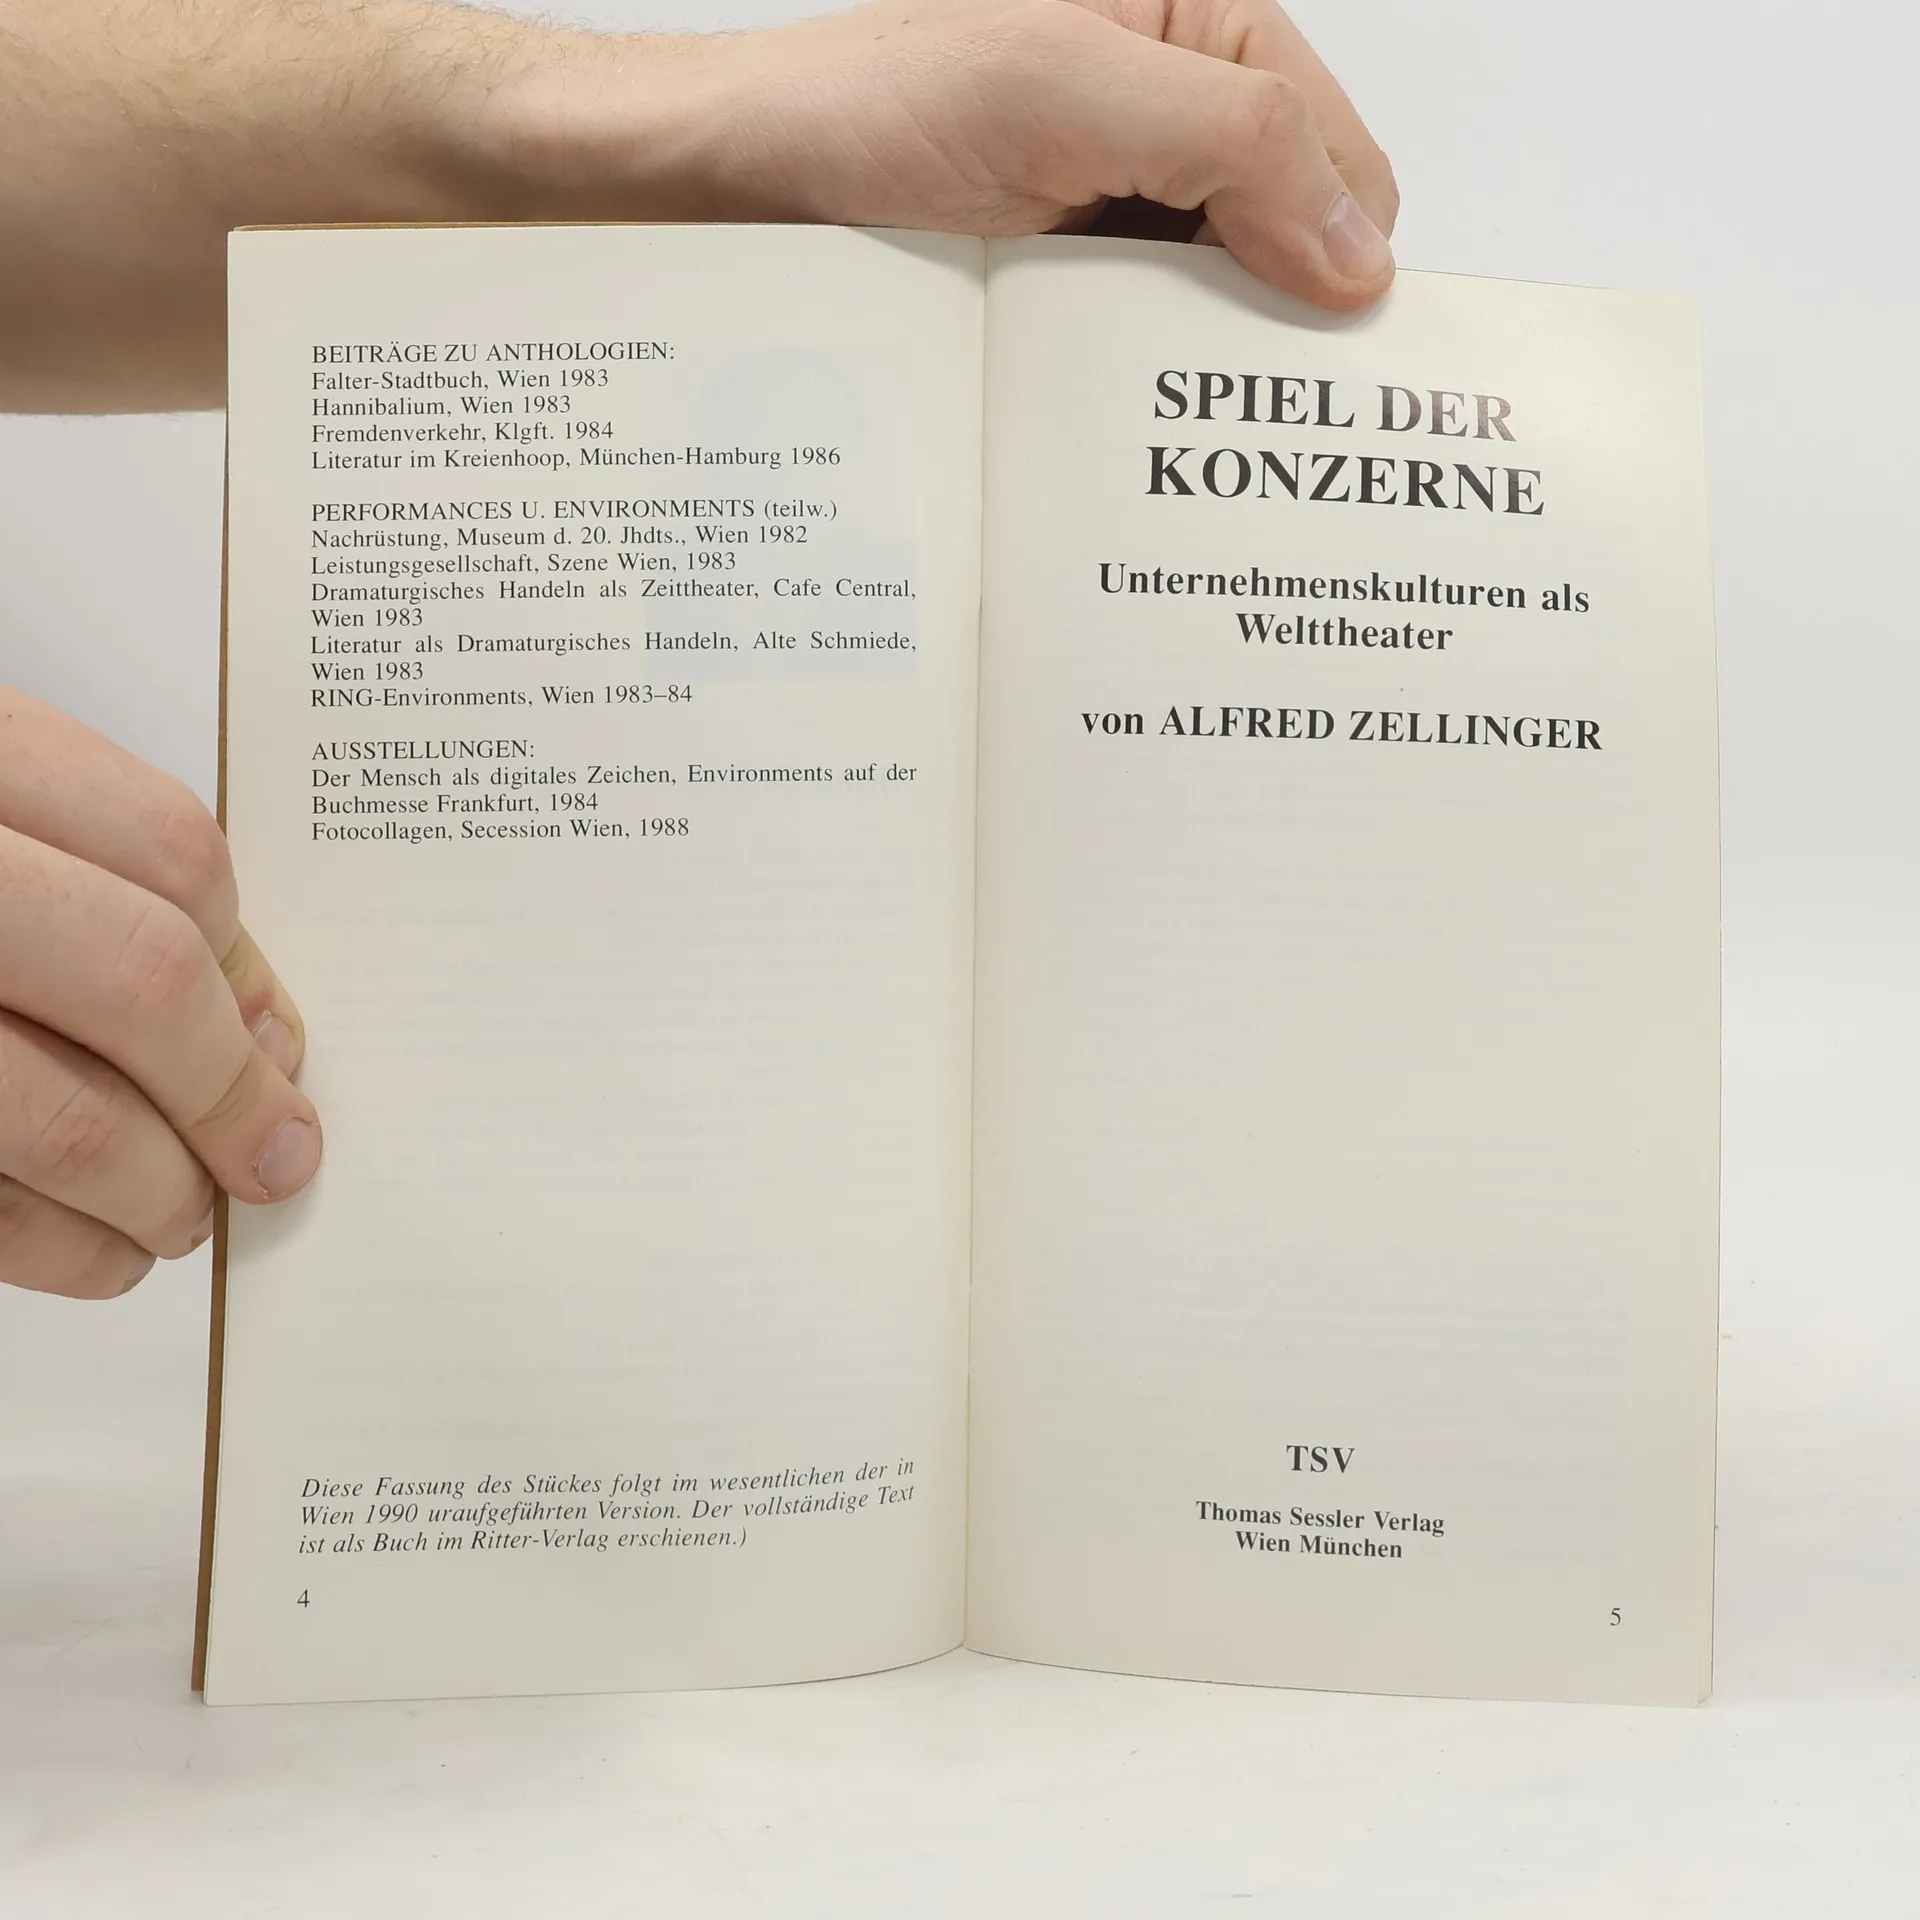 BEITRÄGE ZU ANTHOLOGIEN:
Falter-Stadtbuch, Wien 1983
Hannibalium, Wien 1983
Fremdenverkehr, Klgft. 1984
Literatur im Kreienhoop, München-Hamburg 1986
PERFORMANCES U. ENVIRONMENTS (teilw.)
Nachrüstung, Museum d. 20. Jhdts., Wien 1982
Leistungsgesellschaft, Szene Wien, 1983
Dramaturgisches Handeln als Zeittheater, Cafe Central,
Wien 1983
Literatur als Dramaturgisches Handeln, Alte Schmiede,
Wien 1983
RING-Environments, Wien 1983–84
AUSSTELLUNGEN:
Der Mensch als digitales Zeichen, Environments auf der
Buchmesse Frankfurt, 1984
Fotocollagen, Secession Wien, 1988
Diese Fassung des Stückes folgt im wesentlichen der in
Wien 1990 uraufgeführten Version. Der vollständige Text
ist als Buch im Ritter-Verlag erschienen.)
4
SPIEL DER
KONZERNE
Unternehmenskulturen als
Welttheater
von ALFRED ZELLINGER
TSV
Thomas Sessler Verlag
Wien München
5